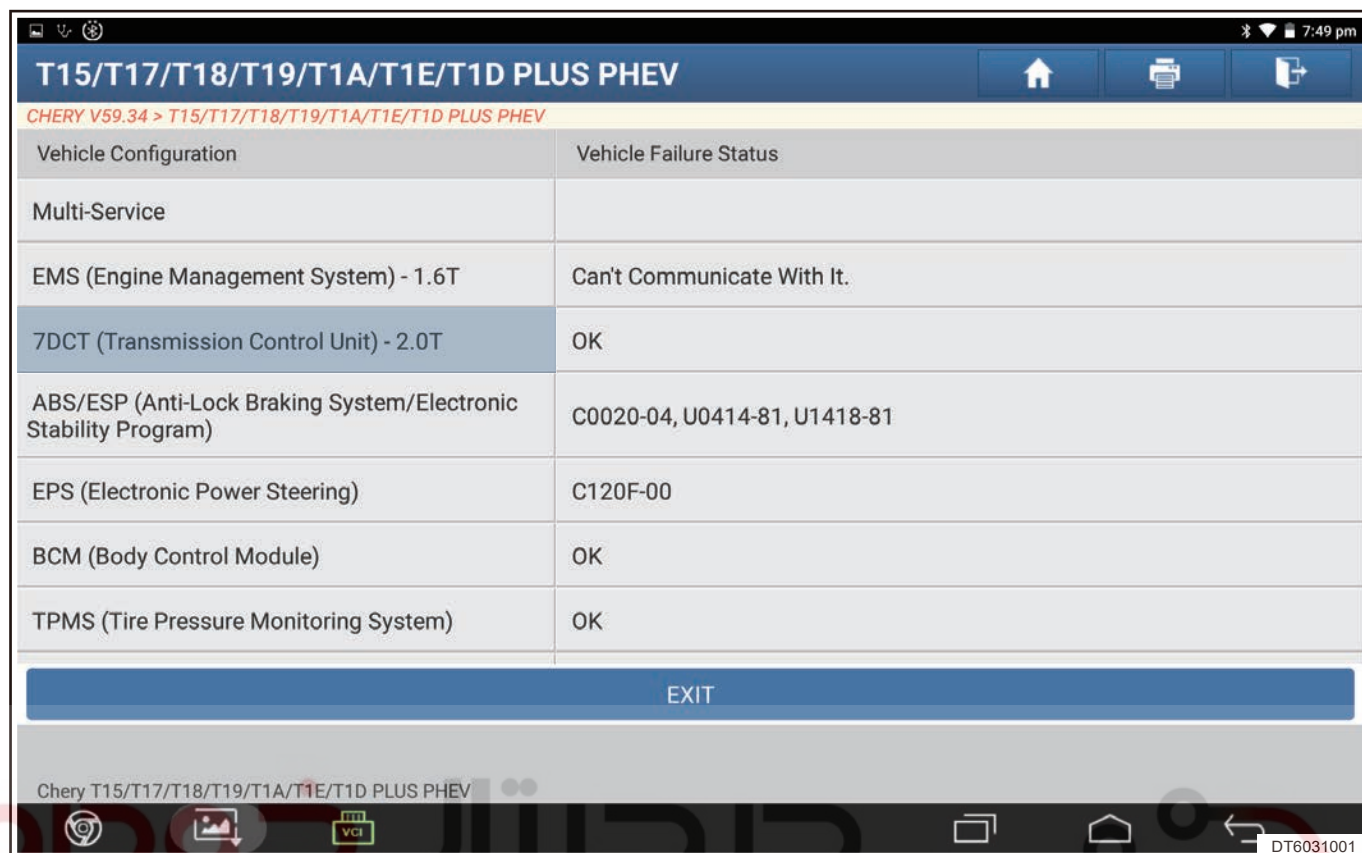 7:49 pm
T15/T17/T18/T19/T1A/T1E/T1D PLUS PHEV
CHERY V59.34 > T15/T17/T18/T19/T1A/T1E/T1D PLUS PHEV
Vehicle Configuration Vehicle Failure Status
Multi-Service
EMS (Engine Management System) - 1.6T Can't Communicate With It.
7DCT (Transmission Control Unit) - 2.0T OK
ABS/ESP (Anti-Lock Braking System/Electronic
Stability Program) C0020-04, U0414-81, U1418-81
EPS (Electronic Power Steering) C120F-00
BCM (Body Control Module) OK
TPMS (Tire Pressure Monitoring System) OK
EXIT
Chery T15/T17/T18/T19/T1A/T1E/T1D PLUS PHEV
VCI
DT6031001